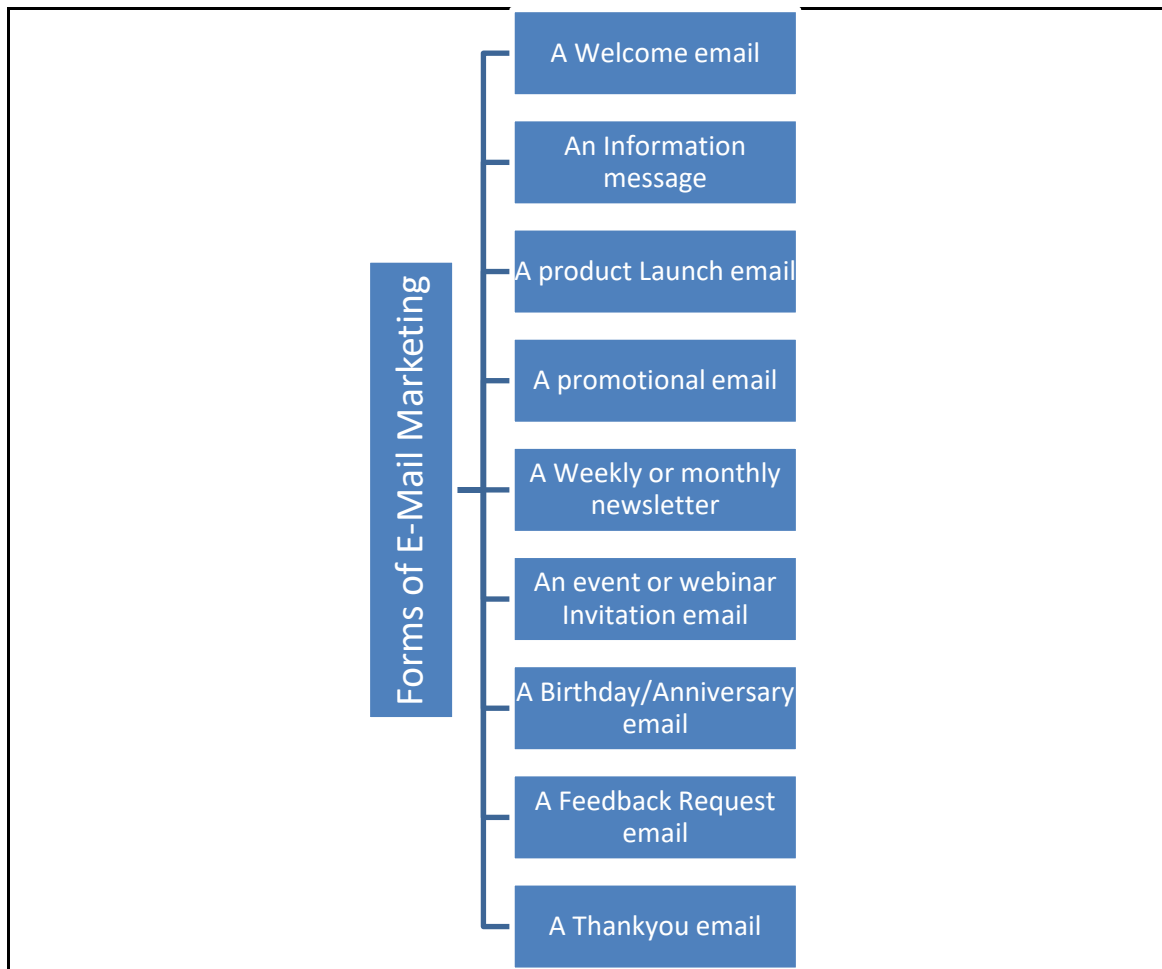 Forms of E-Mail Marketing
A Welcome email
An Information
message
A product Launch email
A promotional email
A Weekly or monthly
newsletter
An event or webinar
Invitation email
A Birthday/Anniversary
email
A Feedback Request
email
A Thankyou email